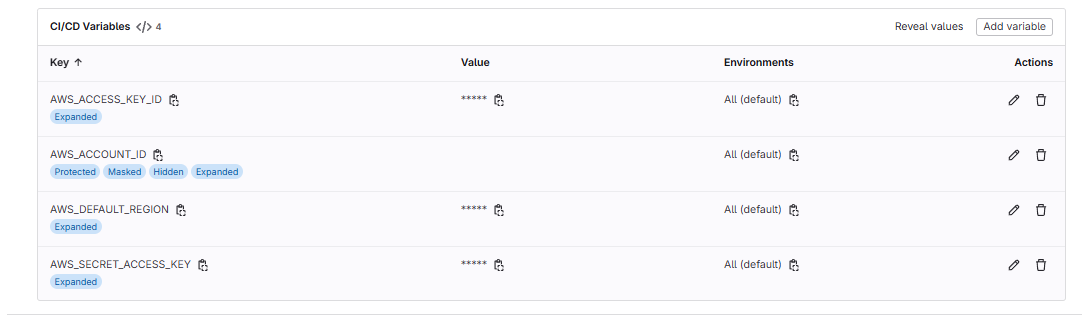 CI/CD Variables </> 4 Reveal values Add variable
Key ↑ Value Environments Actions
AWS_ACCESS_KEY_ID ***** All (default)
Expanded
AWS_ACCOUNT_ID All (default)
Protected Masked Hidden Expanded
AWS_DEFAULT_REGION ***** All (default)
Expanded
AWS_SECRET_ACCESS_KEY ***** All (default)
Expanded